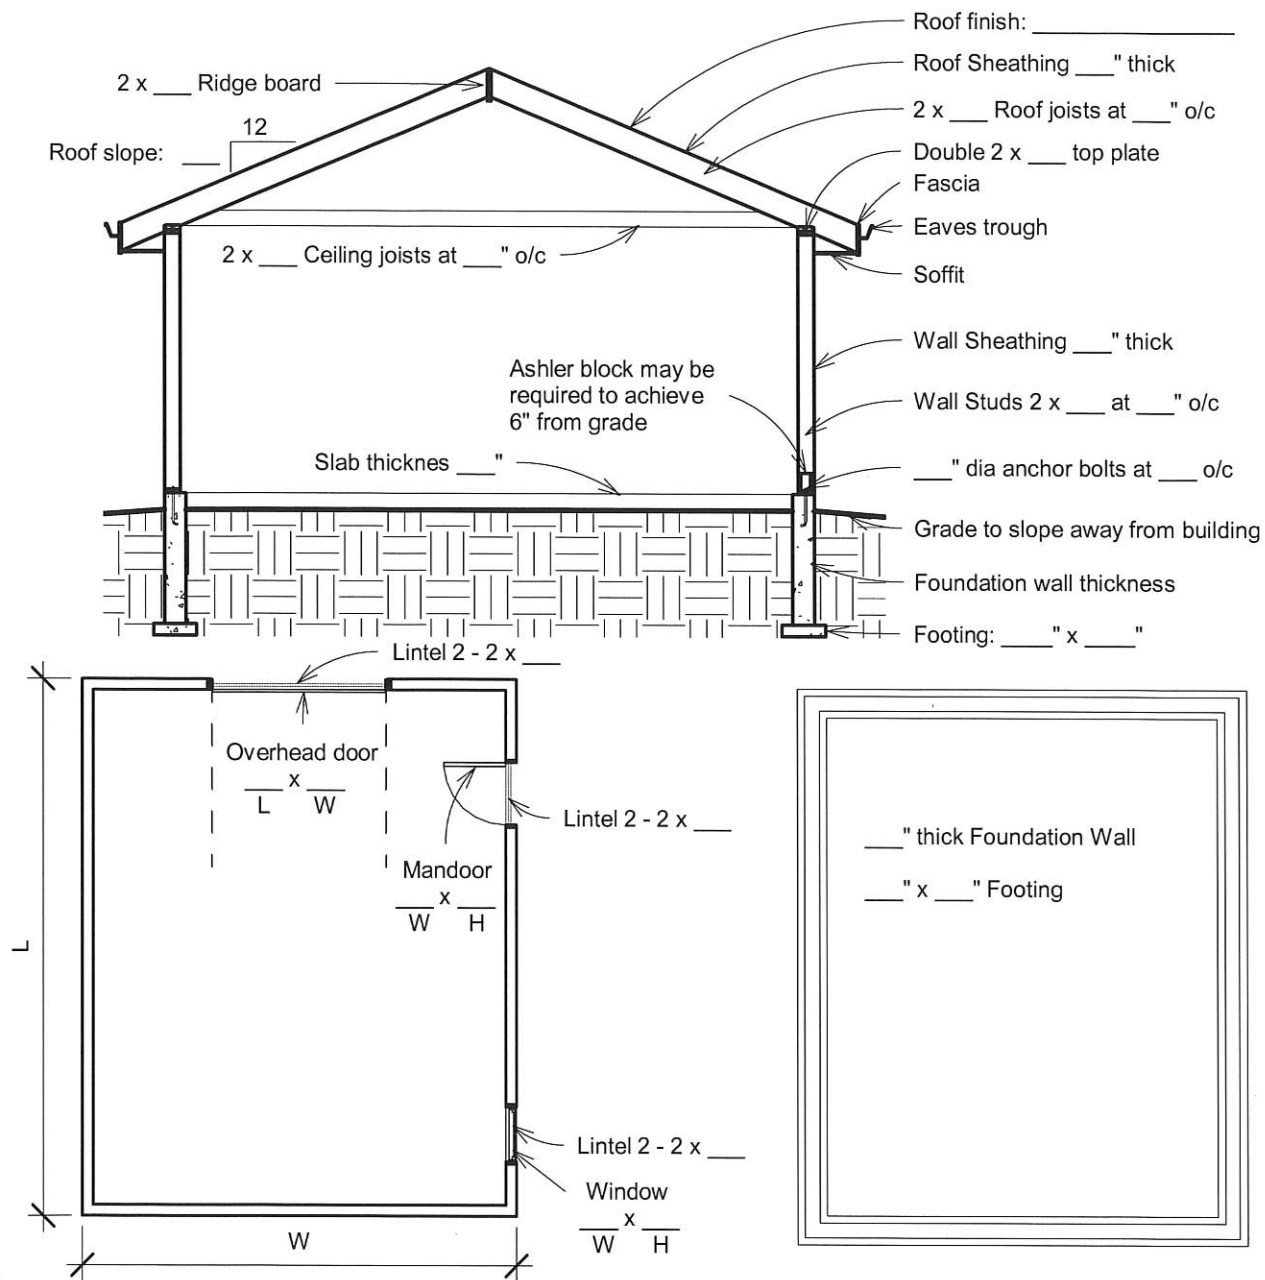 Roof finish: ________________
2 x ___ Ridge board
Roof Sheathing ___" thick
12
2 x ___ Roof joists at ___" o/c
Roof slope: ___
Double 2 x ___ top plate
Fascia
Eaves trough
2 x ___ Ceiling joists at ___" o/c
Soffit
Wall Sheathing ___" thick
Ashler block may be
required to achieve
6" from grade
Wall Studs 2 x ___ at ___" o/c
Slab thicknes ___"
___" dia anchor bolts at ___ o/c
Grade to slope away from building
Foundation wall thickness
Footing: ____" x ____"
Lintel 2 - 2 x ___
Overhead door
___ x ___
L W
Lintel 2 - 2 x ___
Mandoor
___ x ___
W H
___" thick Foundation Wall
___" x ___" Footing
L
Lintel 2 - 2 x ___
Window
___ x ___
W H
W